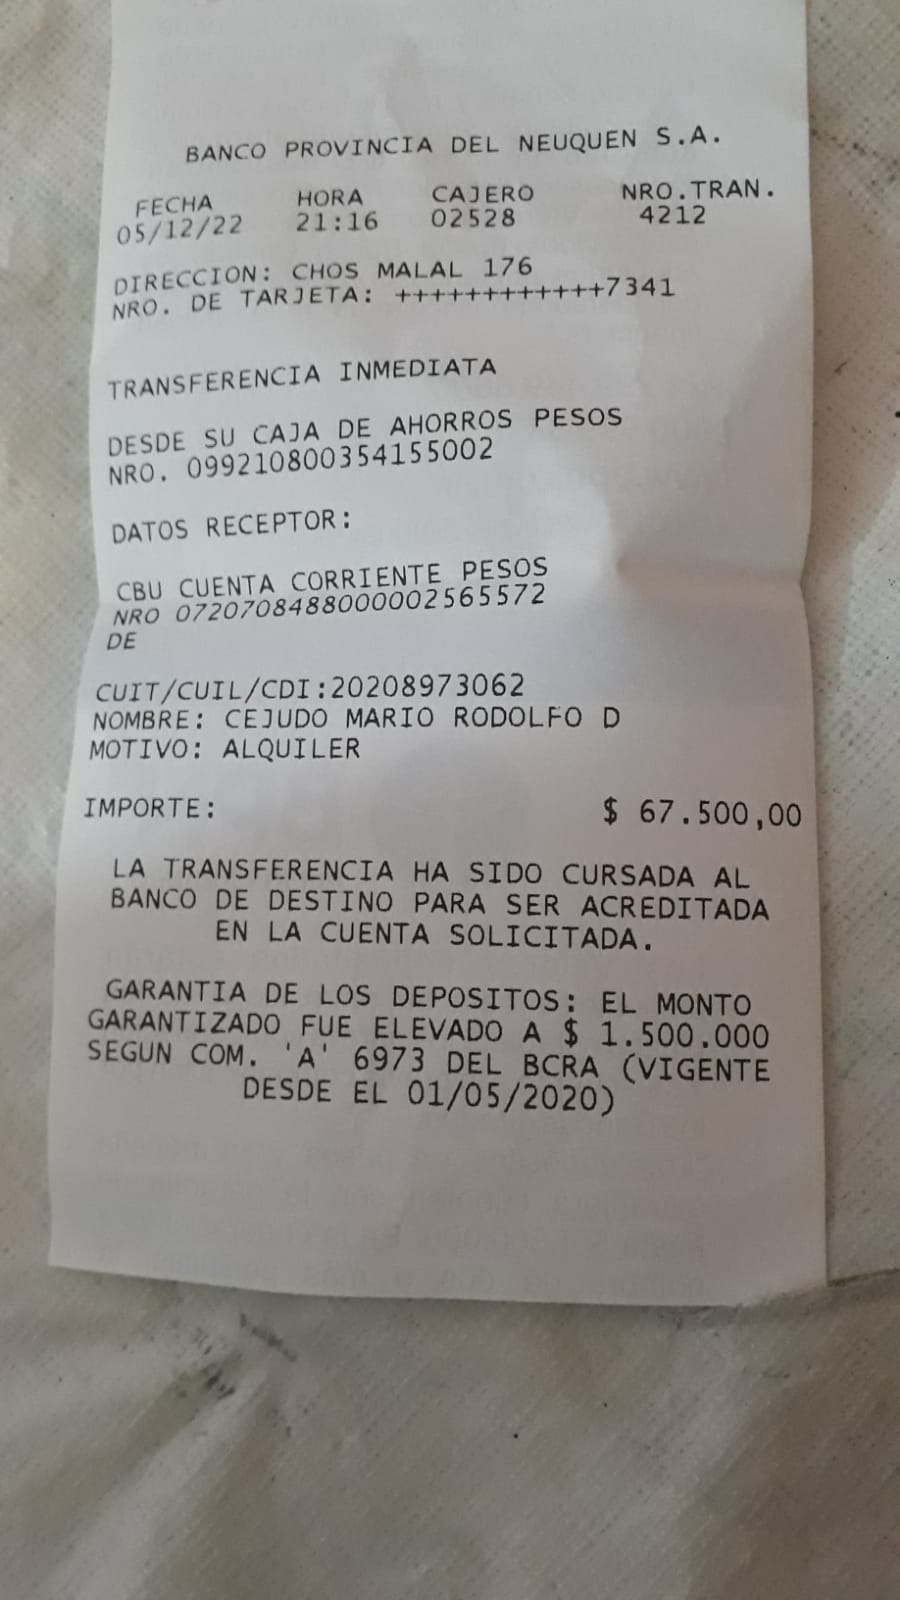 BANCO PROVINCIA DEL NEUQUEN S.A.
FECHA HORA CAJERO NRO.TRAN.
05/12/22 21:16 02528 4212
DIRECCION: CHOS MALAL 176
NRO. DE TARJETA: ++++++++++++7341
TRANSFERENCIA INMEDIATA
DESDE SU CAJA DE AHORROS PESOS
NRO. 099210800354155002
DATOS RECEPTOR:
CBU CUENTA CORRIENTE PESOS
NRO 0720708488000002565572
DE
CUIT/CUIL/CDI:20208973062
NOMBRE: CEJUDO MARIO RODOLFO D
MOTIVO: ALQUILER
IMPORTE: $ 67.500,00
LA TRANSFERENCIA HA SIDO CURSADA AL
BANCO DE DESTINO PARA SER ACREDITADA
EN LA CUENTA SOLICITADA.
GARANTIA DE LOS DEPOSITOS: EL MONTO
GARANTIZADO FUE ELEVADO A $ 1.500.000
SEGUN COM. 'A' 6973 DEL BCRA (VIGENTE
DESDE EL 01/05/2020)